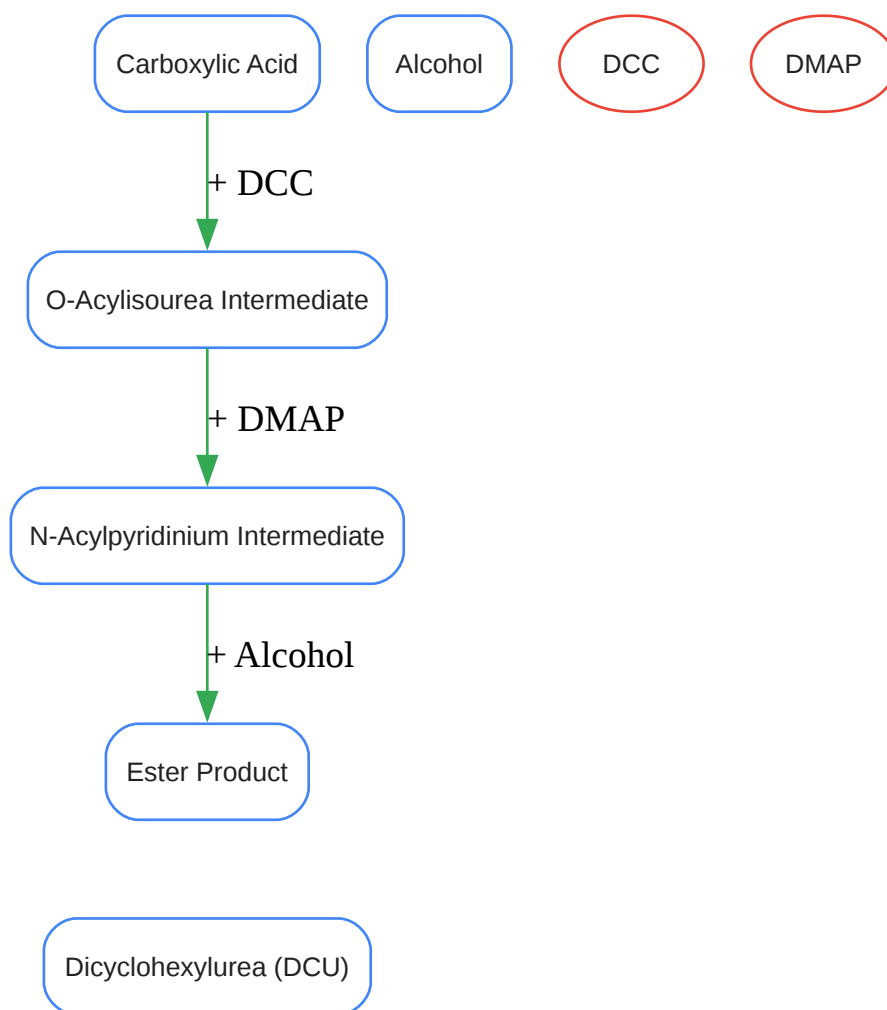 Carboxylic Acid
Alcohol
DCC
DMAP
+ DCC
O-Acylisourea Intermediate
+ DMAP
N-Acylpyridinium Intermediate
+ Alcohol
Ester Product
Dicyclohexylurea (DCU)